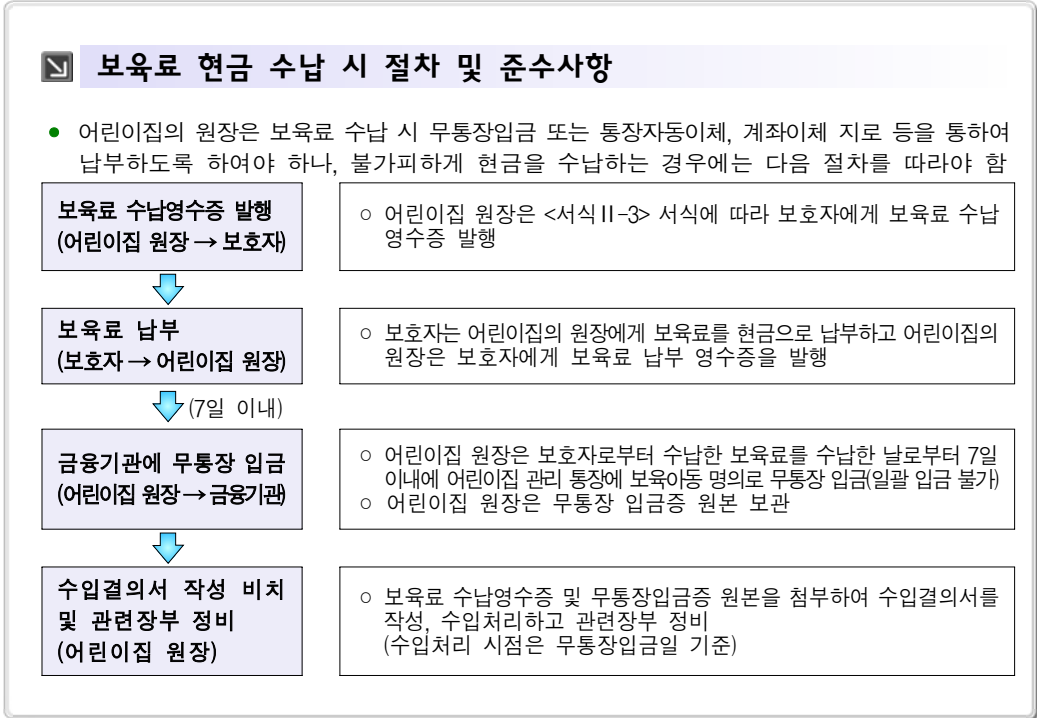 보육료 현금 수납 시 절차 및 준수사항
● 어린이집의 원장은 보육료 수납 시 무통장입금 또는 통장자동이체, 계좌이체 지로 등을 통하여
납부하도록 하여야 하나, 불가피하게 현금을 수납하는 경우에는 다음 절차를 따라야 함
보육료 수납영수증 발행
(어린이집 원장 → 보호자)
○ 어린이집 원장은 <서식Ⅱ-3> 서식에 따라 보호자에게 보육료 수납
영수증 발행
보육료 납부
(보호자 → 어린이집 원장)
○ 보호자는 어린이집의 원장에게 보육료를 현금으로 납부하고 어린이집의
원장은 보호자에게 보육료 납부 영수증을 발행
(7일 이내)
금융기관에 무통장 입금
(어린이집 원장 → 금융기관)
○ 어린이집 원장은 보호자로부터 수납한 보육료를 수납한 날로부터 7일
이내에 어린이집 관리 통장에 보육아동 명의로 무통장 입금(일괄 입금 불가)
○ 어린이집 원장은 무통장 입금증 원본 보관
수입결의서 작성 비치
및 관련장부 정비
(어린이집 원장)
○ 보육료 수납영수증 및 무통장입금증 원본을 첨부하여 수입결의서를
작성, 수입처리하고 관련장부 정비
(수입처리 시점은 무통장입금일 기준)